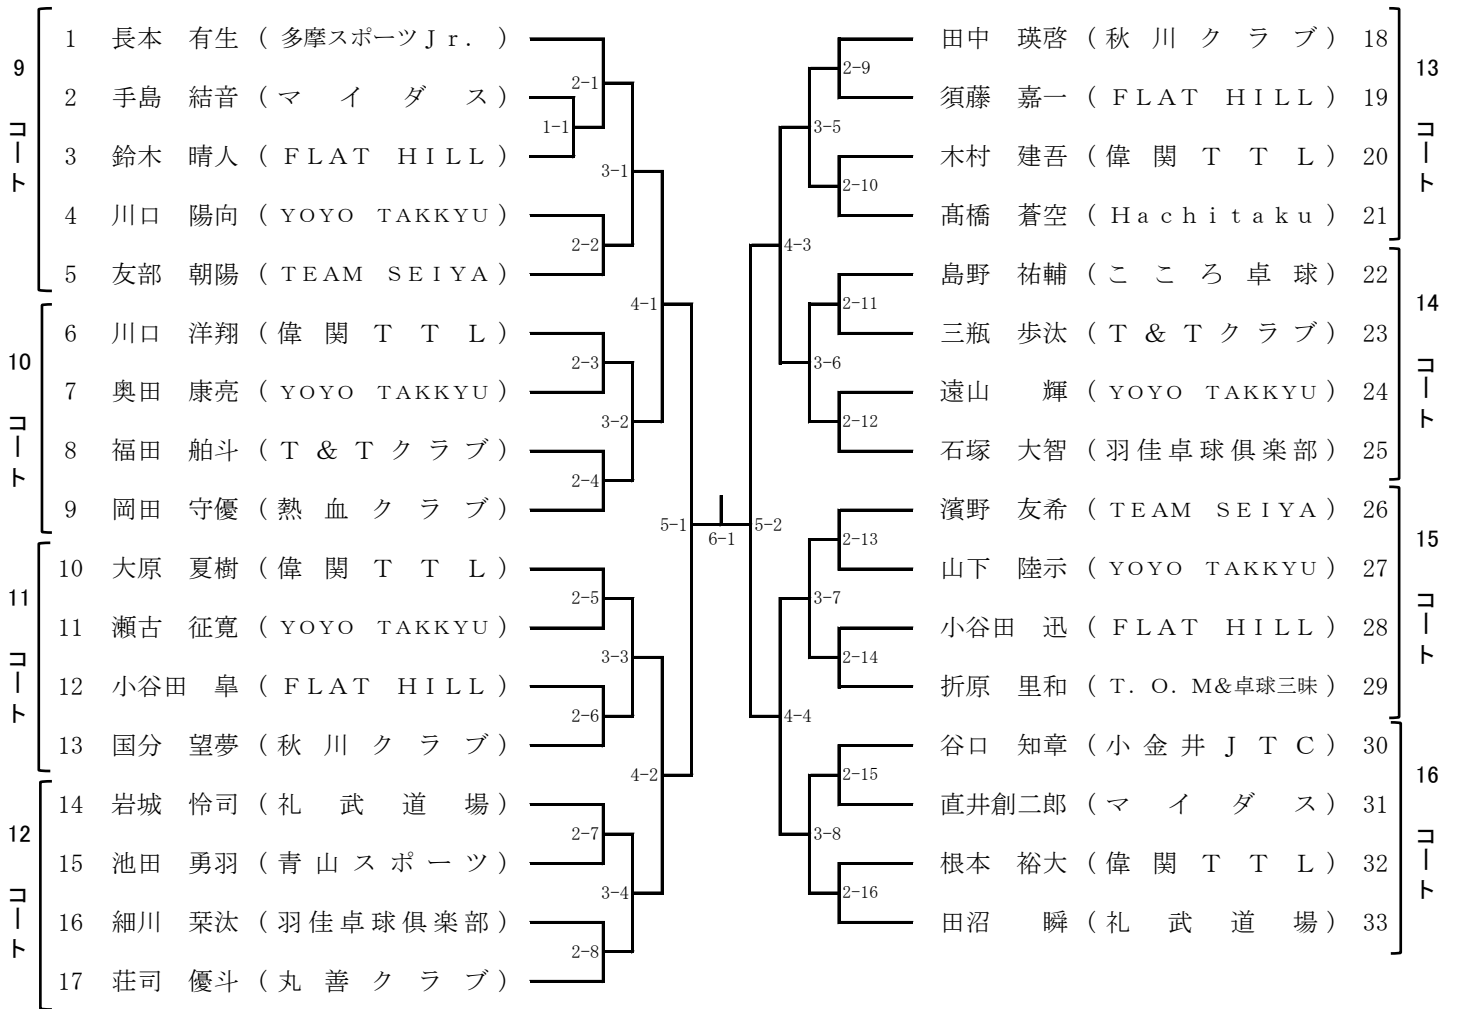 9 コート
1 長本 有生 ( 多摩スポーツＪｒ. )
2 手島 結音 ( マイダス )
3 鈴木 晴人 ( FLAT HILL )
4 川口 陽向 ( YOYO TAKKYU )
5 友部 朝陽 ( TEAM SEIYA )
10 コート
6 川口 洋翔 ( 偉関ＴＴＬ )
7 奥田 康亮 ( YOYO TAKKYU )
8 福田 舶斗 ( Ｔ＆Ｔクラブ )
9 岡田 守優 ( 熱血クラブ )
11 コート
10 大原 夏樹 ( 偉関ＴＴＬ )
11 瀬古 征寛 ( YOYO TAKKYU )
12 小谷田 皐 ( FLAT HILL )
13 国分 望夢 ( 秋川クラブ )
12 コート
14 岩城 怜司 ( 礼武道場 )
15 池田 勇羽 ( 青山スポーツ )
16 細川 栞汰 ( 羽佳卓球倶楽部 )
17 荘司 優斗 ( 丸善クラブ )
1-1
2-1
2-2
2-3
2-4
2-5
2-6
2-7
2-8
3-1
3-2
3-3
3-4
4-1
4-2
5-1
6-1
5-2
4-3
4-4
3-5
3-6
3-7
3-8
2-9
2-10
2-11
2-12
2-13
2-14
2-15
2-16
田中 瑛啓 ( 秋川クラブ ) 18
須藤 嘉一 ( FLAT HILL ) 19
木村 建吾 ( 偉関ＴＴＬ ) 20
髙橋 蒼空 ( Hachitaku ) 21
13 コート
島野 祐輔 ( こころ卓球 ) 22
三瓶 歩汰 ( Ｔ＆Ｔクラブ ) 23
遠山 輝 ( YOYO TAKKYU ) 24
石塚 大智 ( 羽佳卓球倶楽部 ) 25
14 コート
濱野 友希 ( TEAM SEIYA ) 26
山下 陸示 ( YOYO TAKKYU ) 27
小谷田 迅 ( FLAT HILL ) 28
折原 里和 ( T. O. M&卓球三昧 ) 29
15 コート
谷口 知章 ( 小金井ＪＴＣ ) 30
直井創二郎 ( マイダス ) 31
根本 裕大 ( 偉関ＴＴＬ ) 32
田沼 瞬 ( 礼武道場 ) 33
16 コート